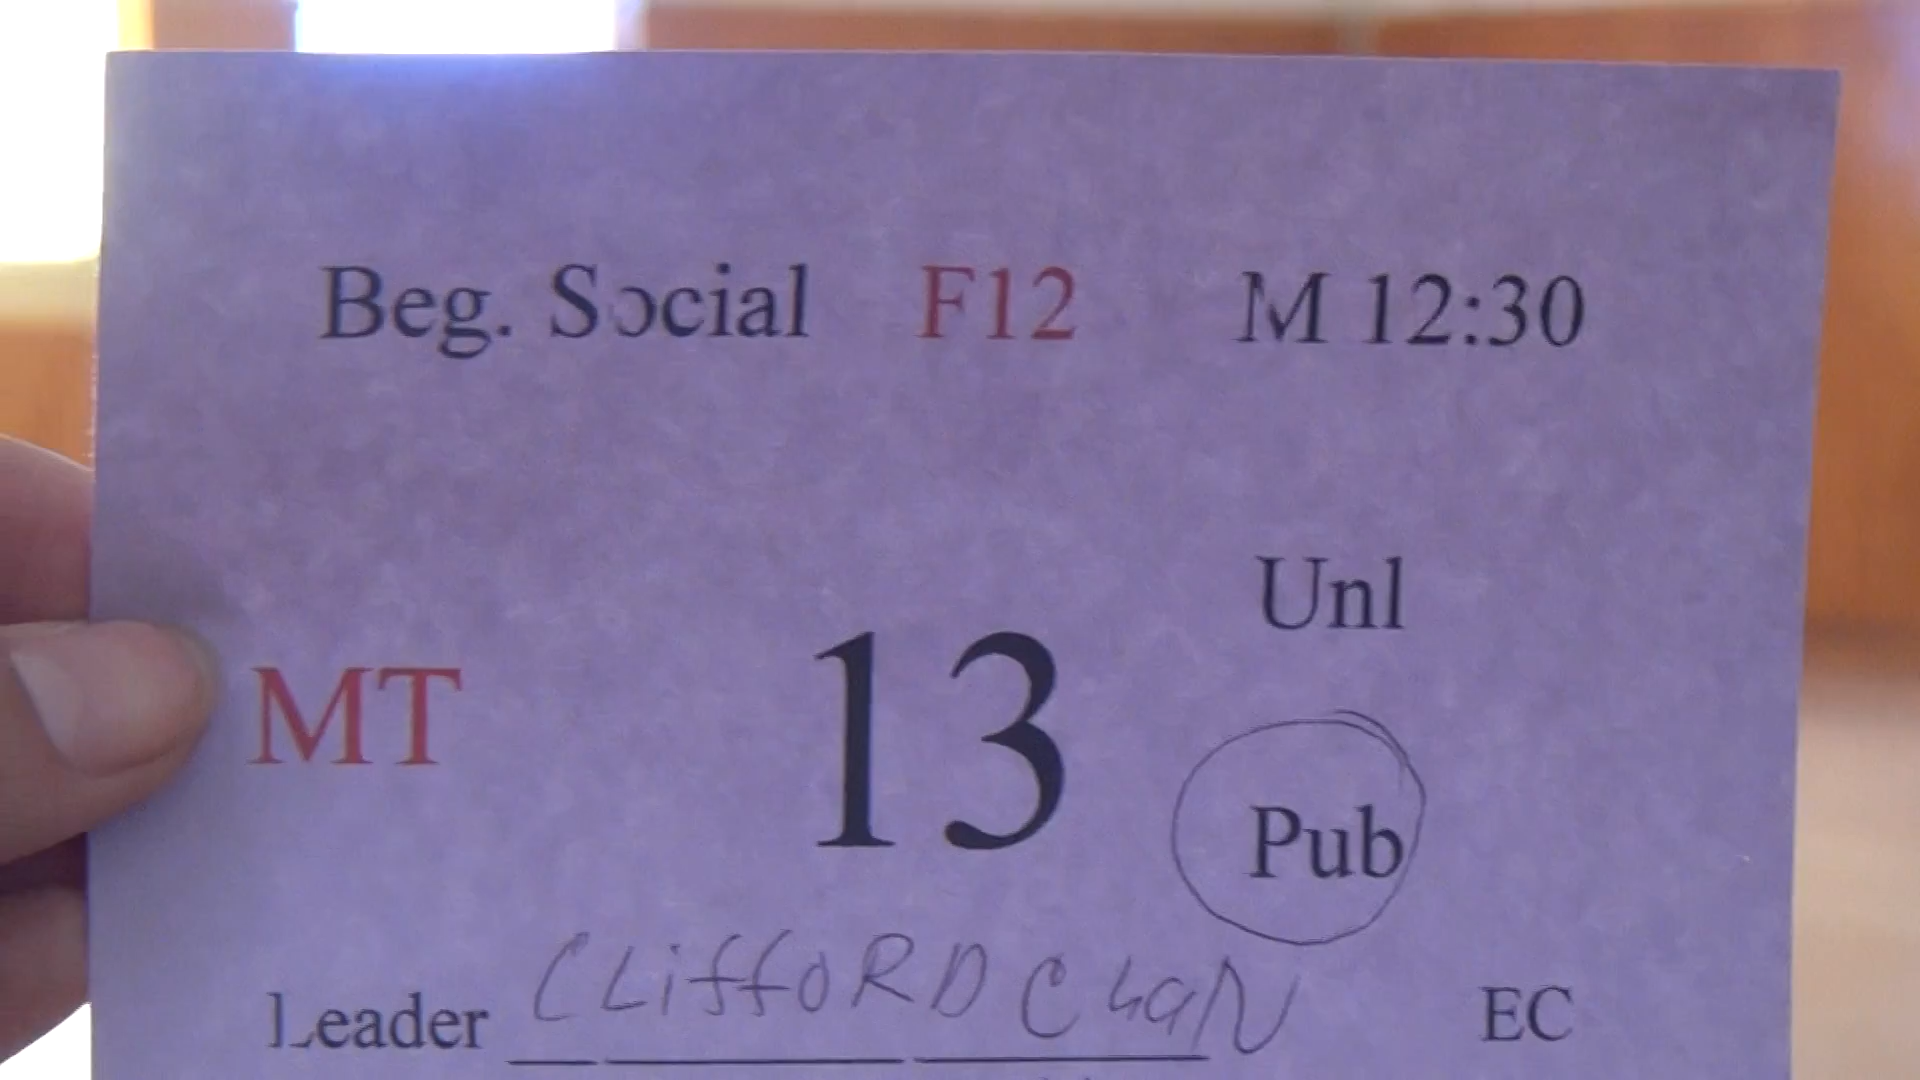 Beg. Social F12 M 12:30
Unl
MT 13
Pub
Leader CLiffoRD ChaN EC